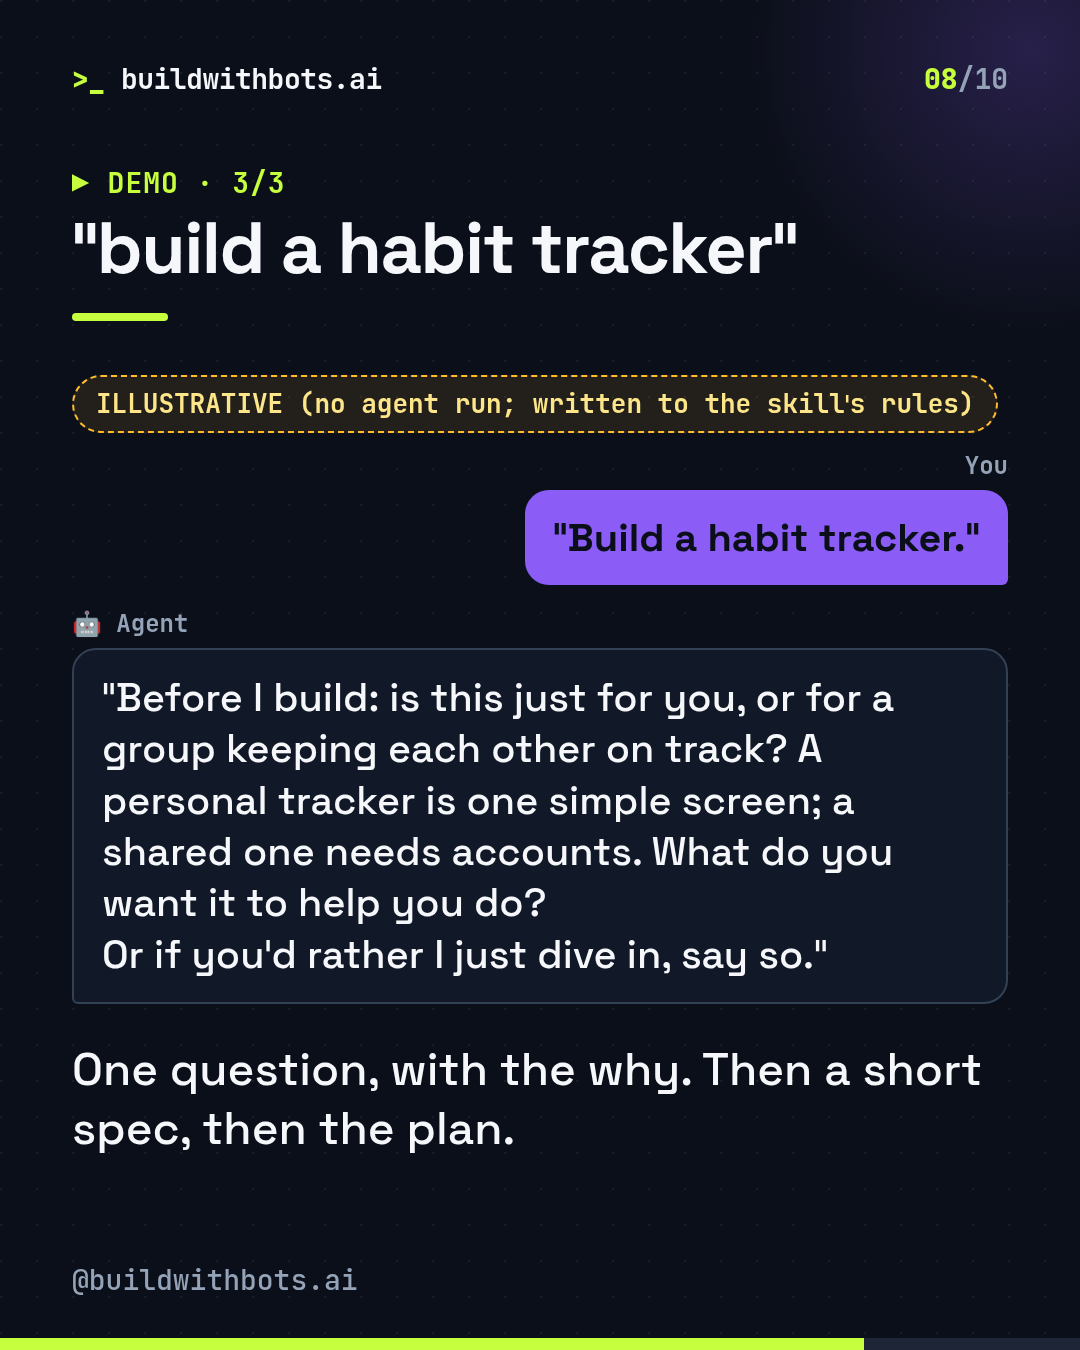 >_ buildwithbots.ai
08/10
▶ DEMO · 3/3
"build a habit tracker"
ILLUSTRATIVE (no agent run; written to the skill's rules)
You
"Build a habit tracker."
🤖 Agent
"Before I build: is this just for you, or for a
group keeping each other on track? A
personal tracker is one simple screen; a
shared one needs accounts. What do you
want it to help you do?
Or if you'd rather I just dive in, say so."
One question, with the why. Then a short
spec, then the plan.
@buildwithbots.ai